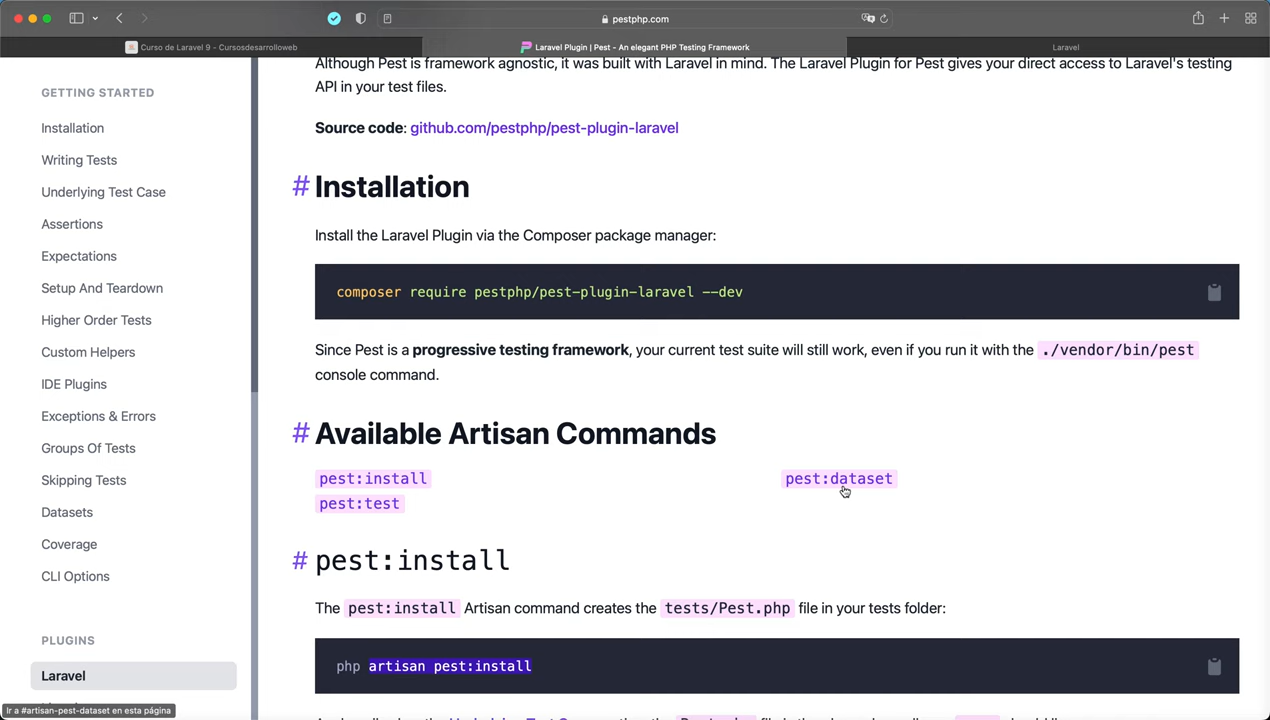 pestphp.com
Curso de Laravel 9 - Cursosdesarrolloweb
Laravel Plugin | Pest - An elegant PHP Testing Framework
Laravel
GETTING STARTED
Installation
Writing Tests
Underlying Test Case
Assertions
Expectations
Setup And Teardown
Higher Order Tests
Custom Helpers
IDE Plugins
Exceptions & Errors
Groups Of Tests
Skipping Tests
Datasets
Coverage
CLI Options
PLUGINS
Laravel
Ir a #artisan-pest-dataset en esta página
Although Pest is framework agnostic, it was built with Laravel in mind. The Laravel Plugin for Pest gives your direct access to Laravel's testing
API in your test files.
Source code: github.com/pestphp/pest-plugin-laravel
# Installation
Install the Laravel Plugin via the Composer package manager:
composer require pestphp/pest-plugin-laravel --dev
Since Pest is a progressive testing framework, your current test suite will still work, even if you run it with the ./vendor/bin/pest
console command.
# Available Artisan Commands
pest:install pest:dataset
pest:test
# pest:install
The pest:install Artisan command creates the tests/Pest.php file in your tests folder:
php artisan pest:install